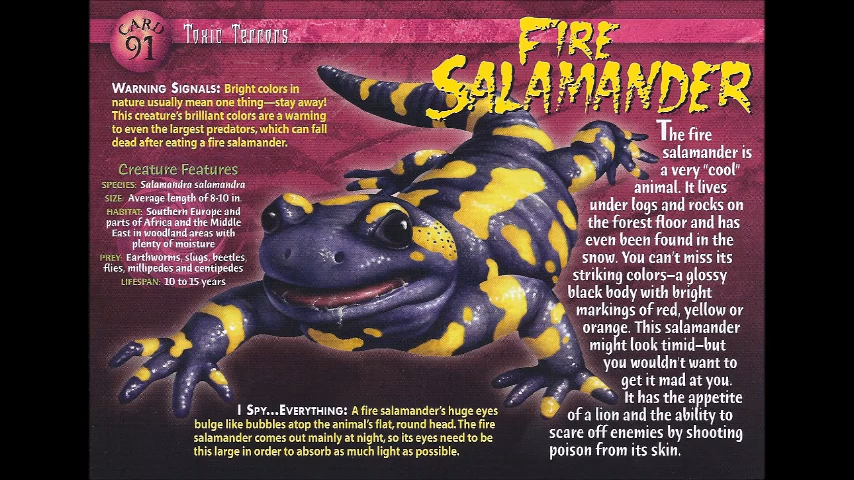 CARD 91
Toxic Terrors
FIRE
SALAMANDER
WARNING SIGNALS: Bright colors in
nature usually mean one thing—stay away!
This creature's brilliant colors are a warning
to even the largest predators, which can fall
dead after eating a fire salamander.
Creature Features
SPECIES: Salamandra salamandra
SIZE: Average length of 8-10 in.
HABITAT: Southern Europe and
parts of Africa and the Middle
East in woodland areas with
plenty of moisture
PREY: Earthworms, slugs, beetles,
flies, millipedes and centipedes
LIFESPAN: 10 to 15 years
The fire
salamander is
a very "cool"
animal. It lives
under logs and rocks on
the forest floor and has
even been found in the
snow. You can't miss its
striking colors—a glossy
black body with bright
markings of red, yellow or
orange. This salamander
might look timid—but
you wouldn't want to
get it mad at you.
It has the appetite
of a lion and the ability to
scare off enemies by shooting
poison from its skin.
I SPY...EVERYTHING: A fire salamander's huge eyes
bulge like bubbles atop the animal's flat, round head. The fire
salamander comes out mainly at night, so its eyes need to be
this large in order to absorb as much light as possible.